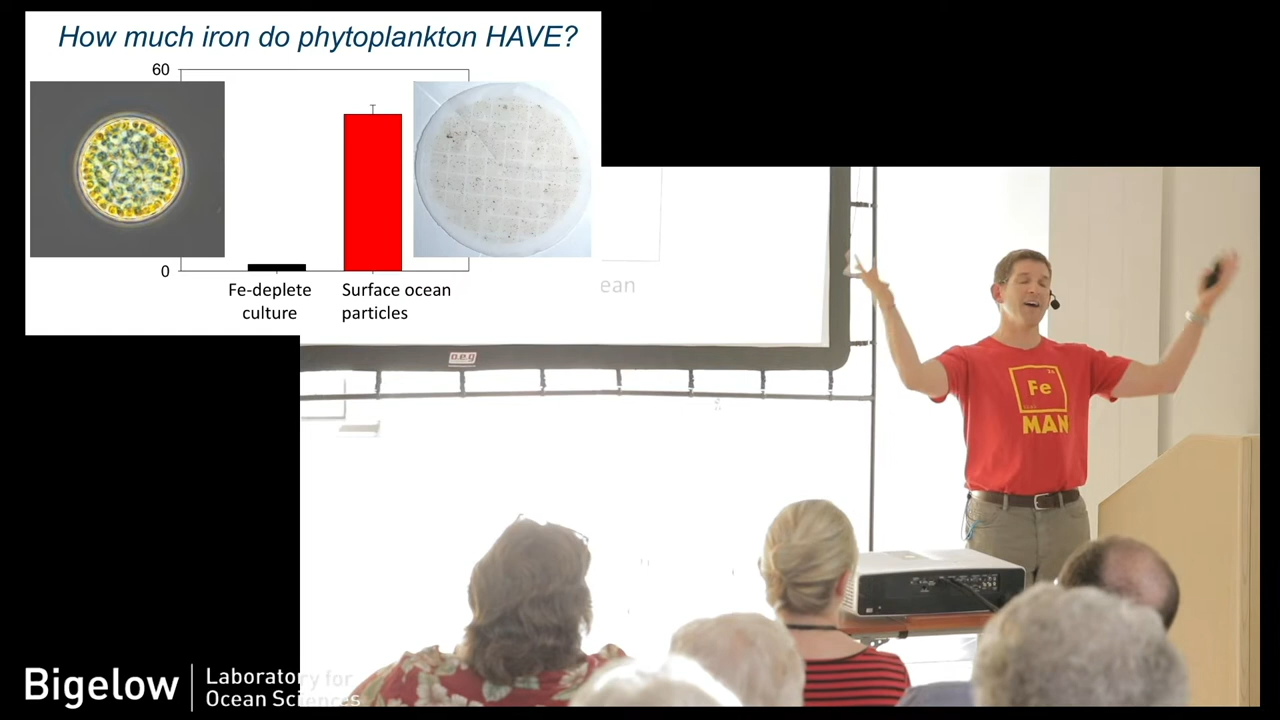 How much iron do phytoplankton HAVE?
60
0
Fe-deplete
culture
Surface ocean
particles
ean
o.e.g
Fe
MAN
Bigelow
Laboratory for
Ocean Sciences